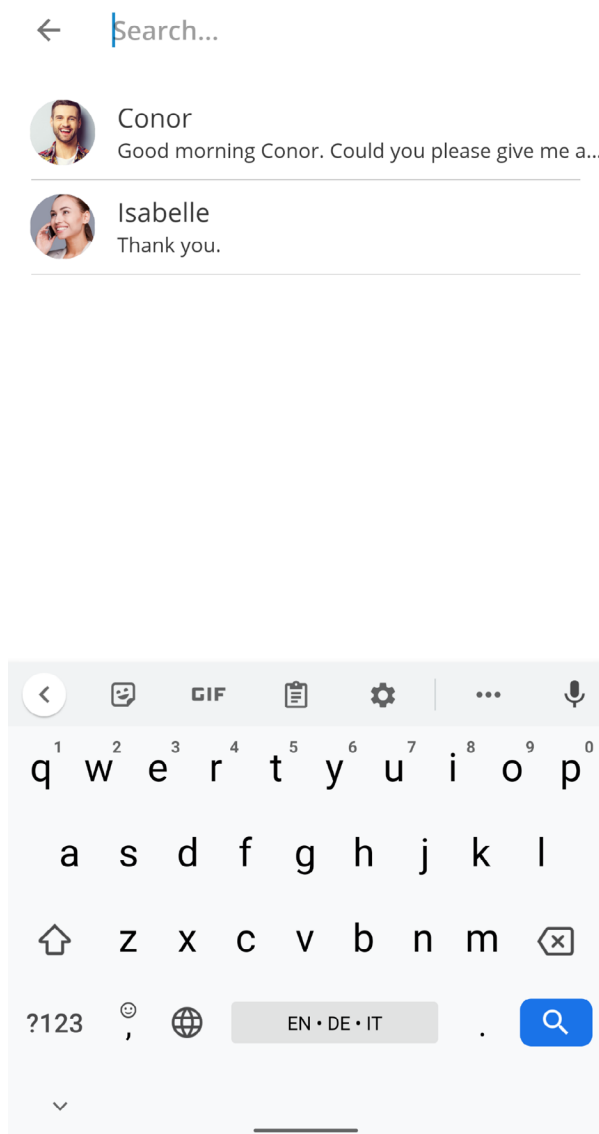 Search...
Conor
Good morning Conor. Could you please give me a...
Isabelle
Thank you.
GIF
1 2 3 4 5 6 7 8 9 0
q w e r t y u i o p
a s d f g h j k l
z x c v b n m
?123 , EN • DE • IT .